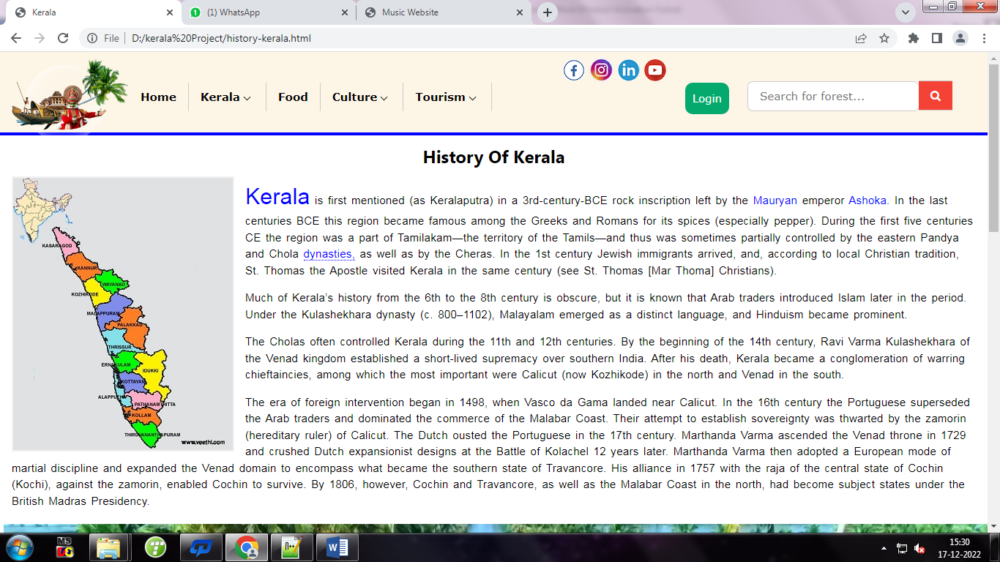 Kerala
(1) WhatsApp
Music Website
File
D:/kerala%20Project/history-kerala.html
Home
Kerala
Food
Culture
Tourism
Login
Search for forest...
History Of Kerala
Kerala is first mentioned (as Keralaputra) in a 3rd-century-BCE rock inscription left by the Mauryan emperor Ashoka. In the last
centuries BCE this region became famous among the Greeks and Romans for its spices (especially pepper). During the first five centuries
CE the region was a part of Tamilakam—the territory of the Tamils—and thus was sometimes partially controlled by the eastern Pandya
and Chola dynasties, as well as by the Cheras. In the 1st century Jewish immigrants arrived, and, according to local Christian tradition,
St. Thomas the Apostle visited Kerala in the same century (see St. Thomas [Mar Thoma] Christians).
Much of Kerala's history from the 6th to the 8th century is obscure, but it is known that Arab traders introduced Islam later in the period.
Under the Kulashekhara dynasty (c. 800–1102), Malayalam emerged as a distinct language, and Hinduism became prominent.
The Cholas often controlled Kerala during the 11th and 12th centuries. By the beginning of the 14th century, Ravi Varma Kulashekhara of
the Venad kingdom established a short-lived supremacy over southern India. After his death, Kerala became a conglomeration of warring
chieftaincies, among which the most important were Calicut (now Kozhikode) in the north and Venad in the south.
The era of foreign intervention began in 1498, when Vasco da Gama landed near Calicut. In the 16th century the Portuguese superseded
the Arab traders and dominated the commerce of the Malabar Coast. Their attempt to establish sovereignty was thwarted by the zamorin
(hereditary ruler) of Calicut. The Dutch ousted the Portuguese in the 17th century. Marthanda Varma ascended the Venad throne in 1729
and crushed Dutch expansionist designs at the Battle of Kolachel 12 years later. Marthanda Varma then adopted a European mode of
martial discipline and expanded the Venad domain to encompass what became the southern state of Travancore. His alliance in 1757 with the raja of the central state of Cochin
(Kochi), against the zamorin, enabled Cochin to survive. By 1806, however, Cochin and Travancore, as well as the Malabar Coast in the north, had become subject states under the
British Madras Presidency.
KASARAGOD
KANNUR
WAYANAD
KOZHIKODE
MALAPPURAM
PALAKKAD
THRISSUR
ERNAKULAM
IDUKKI
KOTTAYAM
ALAPPUZHA
PATHANAMTHITTA
KOLLAM
THIRUVANANTHAPURAM
www.veethi.com
MS
15:30
17-12-2022